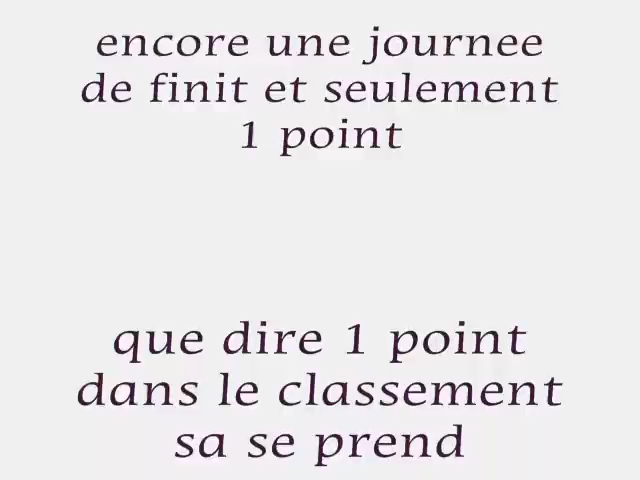 encore une journee
de finit et seulement
1 point
que dire 1 point
dans le classement
sa se prend